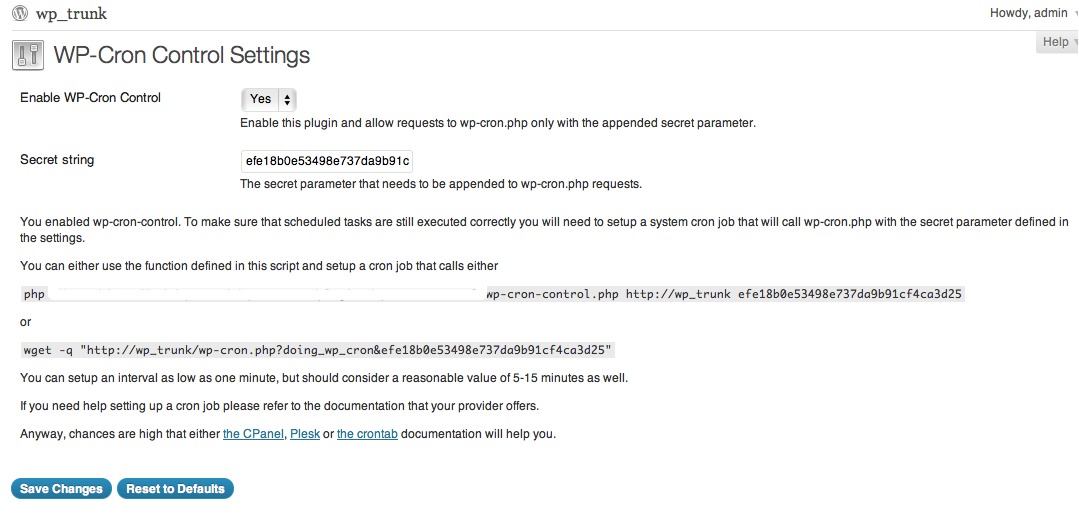 wp_trunk
Howdy, admin
Help
WP-Cron Control Settings
Enable WP-Cron Control
Yes
Enable this plugin and allow requests to wp-cron.php only with the appended secret parameter.
Secret string
efe18b0e53498e737da9b91c
The secret parameter that needs to be appended to wp-cron.php requests.
You enabled wp-cron-control. To make sure that scheduled tasks are still executed correctly you will need to setup a system cron job that will call wp-cron.php with the secret parameter defined in
the settings.
You can either use the function defined in this script and setup a cron job that calls either
php wp-cron-control.php http://wp_trunk efe18b0e53498e737da9b91cf4ca3d25
or
wget -q "http://wp_trunk/wp-cron.php?doing_wp_cron&efe18b0e53498e737da9b91cf4ca3d25"
You can setup an interval as low as one minute, but should consider a reasonable value of 5-15 minutes as well.
If you need help setting up a cron job please refer to the documentation that your provider offers.
Anyway, chances are high that either the CPanel, Plesk or the crontab documentation will help you.
Save Changes
Reset to Defaults